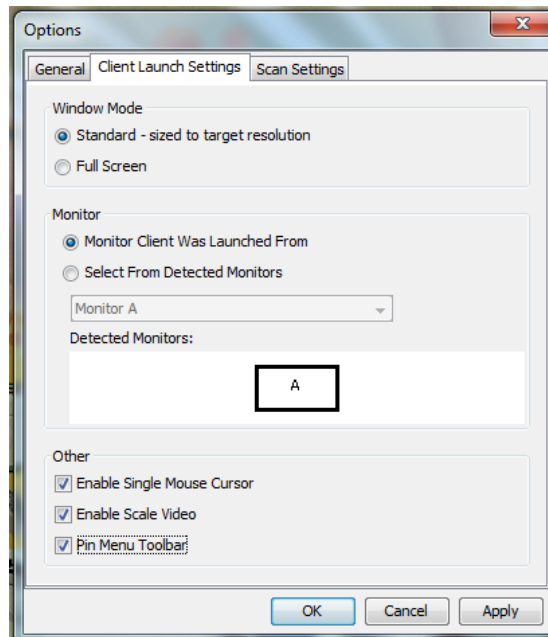 Options
General Client Launch Settings Scan Settings
Window Mode
Standard - sized to target resolution
Full Screen
Monitor
Monitor Client Was Launched From
Select From Detected Monitors
Monitor A
Detected Monitors:
A
Other
Enable Single Mouse Cursor
Enable Scale Video
Pin Menu Toolbar
OK Cancel Apply